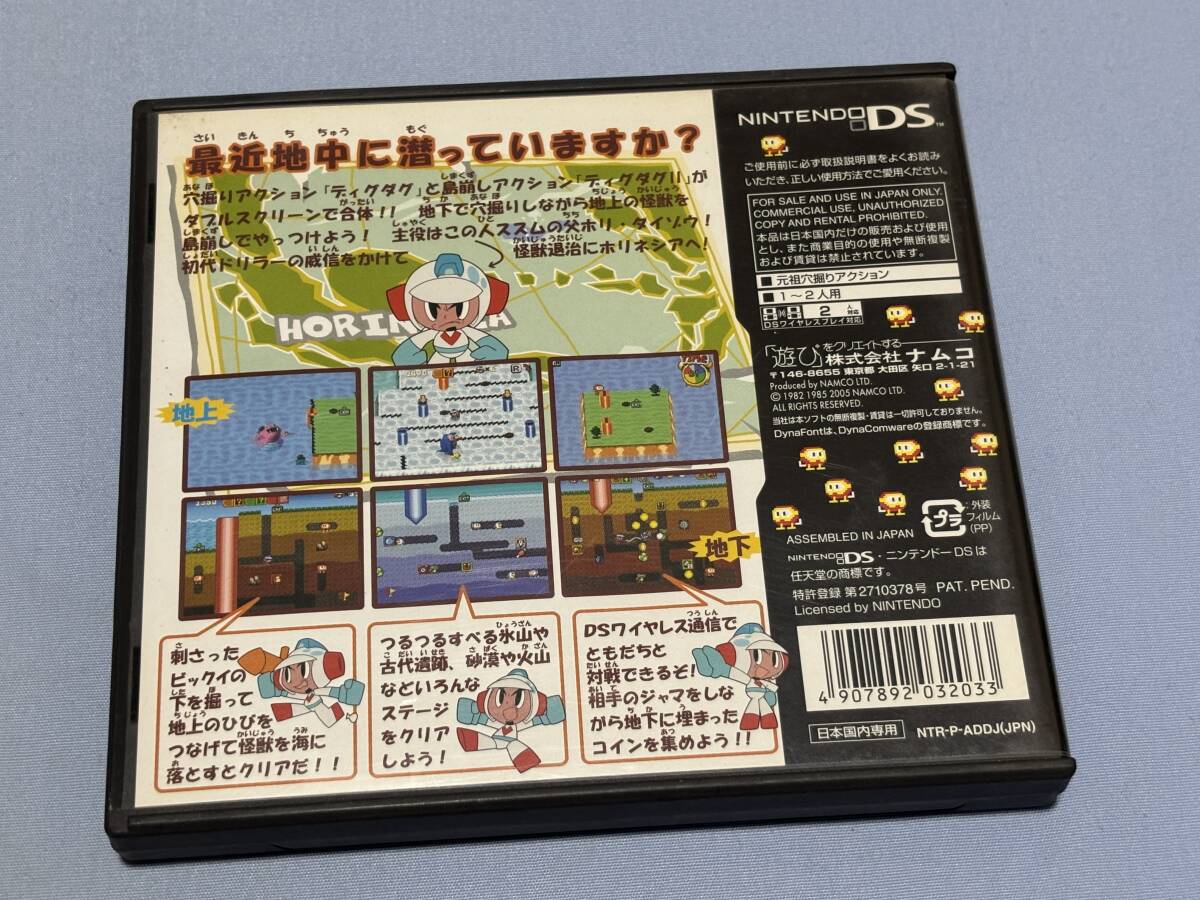 最近地中に潜っていますか?
穴掘りアクション「ディグダグ」と島崩しアクション「ディグダグII」が
ダブルスクリーンで合体!! 地下で穴掘りしながら地上の怪獣を
島崩しでやっつけよう! 主役はこの人ススムの父ホリ・タイゾウ!
初代ドリラーの威信をかけて 怪獣退治にホリネシアへ!
地上
地下
刺さった
ビックイの
下を掘って
地上のひびを
つなげて怪獣を海に
落とすとクリアだ!!
つるつるすべる氷山や
古代遺跡、砂漠や火山
などいろんな
ステージ
をクリア
しよう!
DSワイヤレス通信で
ともだちと
対戦できるぞ!
相手のジャマをしな
がら地下に埋まった
コインを集めよう!!
NINTENDO DS™
ご使用前に必ず取扱説明書をよくお読み
いただき、正しい使用方法でご愛用ください。
FOR SALE AND USE IN JAPAN ONLY.
COMMERCIAL USE, UNAUTHORIZED
COPY AND RENTAL PROHIBITED.
本品は日本国内だけの販売および使用
とし、また商業目的の使用や無断複製
および賃貸は禁止されています。
■ 元祖穴掘りアクション
■ 1～2人用
2人対応
DSワイヤレスプレイ対応
「遊び」をクリエイトする
株式会社 ナムコ
〒146-8655 東京都 大田区 矢口 2-1-21
Produced by NAMCO LTD.
© 1982 1985 2005 NAMCO LTD.
ALL RIGHTS RESERVED.
当社は本ソフトの無断複製・賃貸は一切許可しておりません。
DynaFontは、DynaComwareの登録商標です。
プラ
:外装
フィルム
(PP)
ASSEMBLED IN JAPAN
NINTENDO DS・ニンテンドーDSは
任天堂の商標です。
特許登録 第2710378号 PAT. PEND.
Licensed by NINTENDO
4 907892 032033
日本国内専用
NTR-P-ADDJ(JPN)